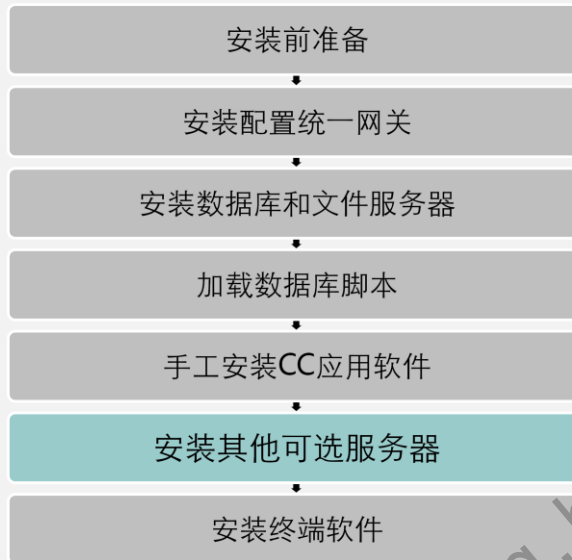 安装前准备
安装配置统一网关
安装数据库和文件服务器
加载数据库脚本
手工安装CC应用软件
安装其他可选服务器
安装终端软件